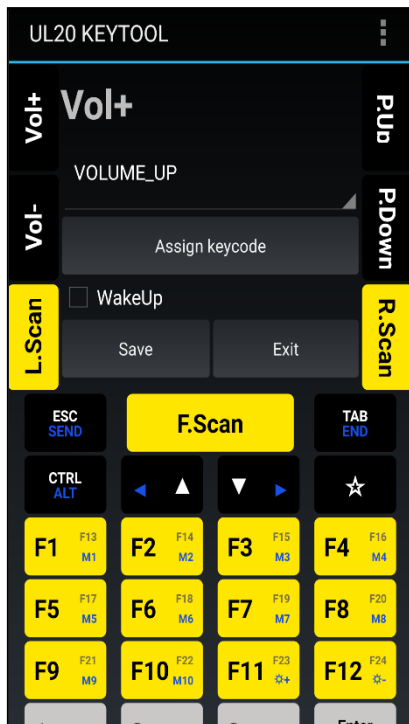 UL20 KEYTOOL
Vol+
Vol+
P.Up
VOLUME_UP
Vol-
P.Down
Assign keycode
WakeUp
L.Scan
R.Scan
Save
Exit
ESC
SEND
F.Scan
TAB
END
CTRL
ALT
F1 F13 M1
F2 F14 M2
F3 F15 M3
F4 F16 M4
F5 F17 M5
F6 F18 M6
F7 F19 M7
F8 F20 M8
F9 F21 M9
F10 F22 M10
F11 F23 +
F12 F24 -
Enter